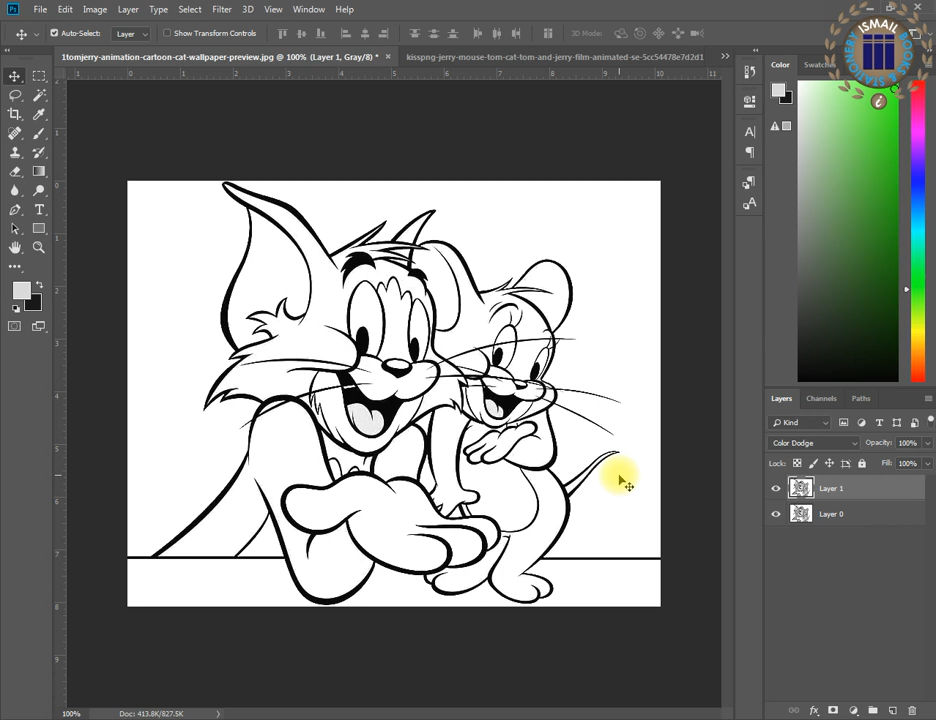 Ps File Edit Image Layer Type Select Filter 3D View Window Help
Auto-Select: Layer Show Transform Controls 3D Mode:
1tomjerry-animation-cartoon-cat-wallpaper-preview.jpg @ 100% (Layer 1, Gray/8) * × kisspng-jerry-mouse-tom-cat-tom-and-jerry-film-animated-se-5cc54478e7d2d1
ISMAIL
BOOKS & STATIONERY
Color Swatches
Layers Channels Paths
Kind
Color Dodge Opacity: 100%
Lock: Fill: 100%
Layer 1
Layer 0
100% Doc: 413.8K/827.5K